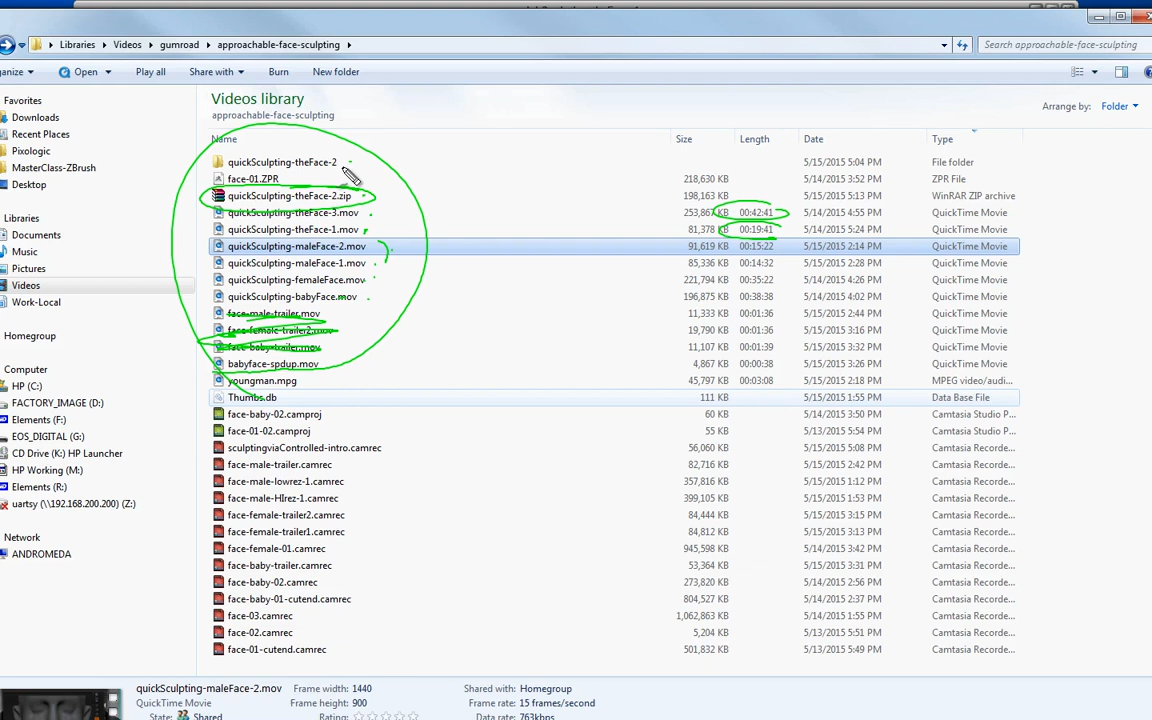 Libraries Videos gumroad approachable-face-sculpting Search approachable-face-sculpting
anize Open Play all Share with Burn New folder
Favorites
Downloads
Recent Places
Pixologic
MasterClass-ZBrush
Desktop
Libraries
Documents
Music
Pictures
Videos
Work-Local
Homegroup
Computer
HP (C:)
FACTORY_IMAGE (D:)
Elements (F:)
EOS_DIGITAL (G:)
CD Drive (L:) HP Launcher
HP Working (M:)
Elements (R:)
uartsy (\\192.168.200.200) (Z:)
Network
ANDROMEDA
Videos library
approachable-face-sculpting
Arrange by: Folder
Name Size Length Date Type
quickSculpting-theFace-2 5/15/2015 5:04 PM File folder
face-01.ZPR 218,630 KB 5/14/2015 3:52 PM ZPR File
quickSculpting-theFace-2.zip 198,163 KB 5/15/2015 5:13 PM WinRAR ZIP archive
quickSculpting-theFace-3.mov 253,867 KB 00:42:41 5/14/2015 4:55 PM QuickTime Movie
quickSculpting-theFace-1.mov 81,378 KB 00:19:41 5/14/2015 5:24 PM QuickTime Movie
quickSculpting-maleFace-2.mov 91,619 KB 00:15:22 5/15/2015 2:14 PM QuickTime Movie
quickSculpting-maleFace-1.mov 85,336 KB 00:14:32 5/15/2015 2:28 PM QuickTime Movie
quickSculpting-femaleFace.mov 221,794 KB 00:35:22 5/14/2015 4:26 PM QuickTime Movie
quickSculpting-babyFace.mov 196,875 KB 00:38:38 5/14/2015 4:02 PM QuickTime Movie
face-male-trailer.mov 11,333 KB 00:01:36 5/15/2015 2:44 PM QuickTime Movie
face-female-trailer2.mov 19,790 KB 00:01:36 5/15/2015 3:16 PM QuickTime Movie
face-baby-trailer.mov 11,107 KB 00:01:39 5/15/2015 3:32 PM QuickTime Movie
babyface-spdup.mov 4,867 KB 00:00:38 5/15/2015 3:26 PM QuickTime Movie
youngman.mpg 45,797 KB 00:03:08 5/15/2015 2:18 PM MPEG video/audi...
Thumbs.db 111 KB 5/15/2015 1:55 PM Data Base File
face-baby-02.camproj 60 KB 5/14/2015 3:50 PM Camtasia Studio P...
face-01-02.camproj 55 KB 5/13/2015 5:54 PM Camtasia Studio P...
sculptingviaControlled-intro.camrec 56,060 KB 5/15/2015 5:08 PM Camtasia Recorde...
face-male-trailer.camrec 82,716 KB 5/15/2015 2:42 PM Camtasia Recorde...
face-male-lowrez-1.camrec 357,816 KB 5/15/2015 1:12 PM Camtasia Recorde...
face-male-HIrez-1.camrec 399,105 KB 5/15/2015 1:53 PM Camtasia Recorde...
face-female-trailer2.camrec 84,444 KB 5/15/2015 3:15 PM Camtasia Recorde...
face-female-trailer1.camrec 84,812 KB 5/15/2015 3:13 PM Camtasia Recorde...
face-female-01.camrec 945,598 KB 5/14/2015 3:42 PM Camtasia Recorde...
face-baby-trailer.camrec 53,364 KB 5/15/2015 3:31 PM Camtasia Recorde...
face-baby-02.camrec 273,820 KB 5/14/2015 2:56 PM Camtasia Recorde...
face-baby-01-cutend.camrec 804,527 KB 5/14/2015 2:37 PM Camtasia Recorde...
face-03.camrec 1,062,863 KB 5/14/2015 1:55 PM Camtasia Recorde...
face-02.camrec 5,204 KB 5/13/2015 5:51 PM Camtasia Recorde...
face-01-cutend.camrec 501,832 KB 5/13/2015 5:49 PM Camtasia Recorde...
quickSculpting-maleFace-2.mov Frame width: 1440 Shared with: Homegroup
QuickTime Movie Frame height: 900 Frame rate: 15 frames/second
State: Shared Rating: Data rate: 763kbps